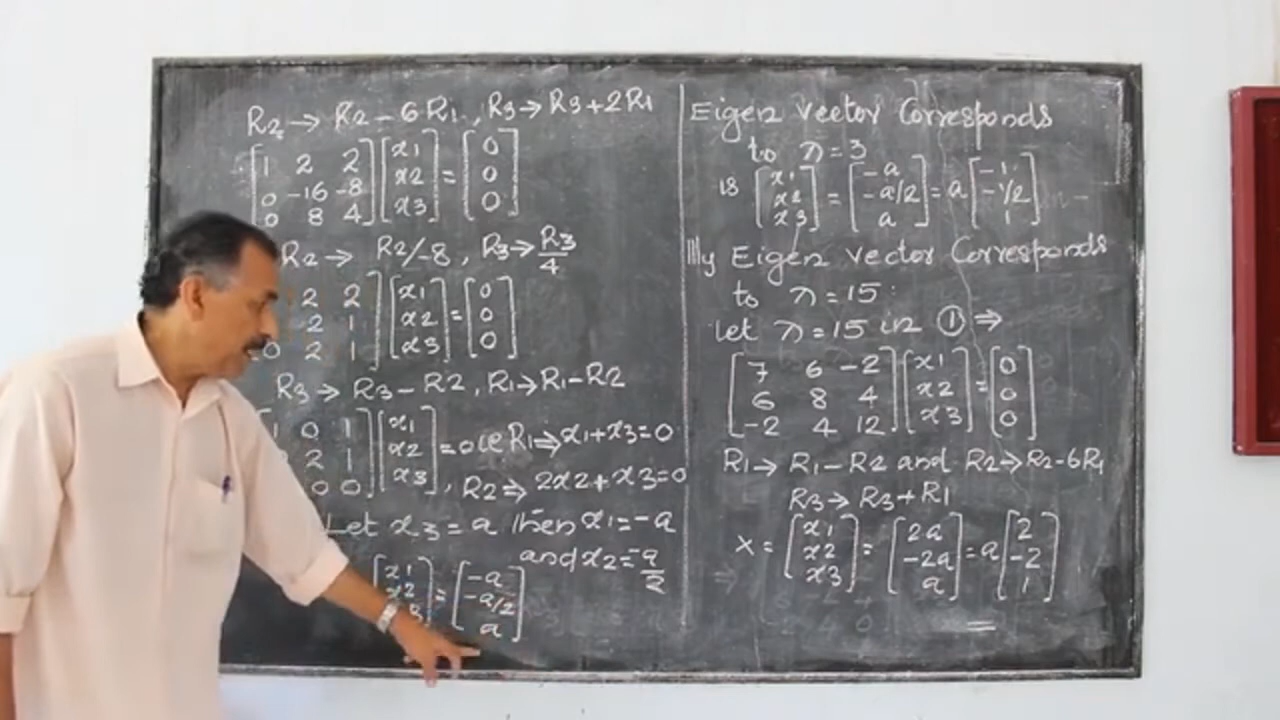 R2 → R2 - 6R1, R3 → R3 + 2R1
[1 2 2] [x1] = [0]
[0 -16 -8] [x2] [0]
[0 8 4] [x3] [0]
R2 → R2/-8, R3 → R3/4
2 2] [x1] = [0]
2 1] [x2] [0]
0 2 1] [x3] [0]
R3 → R3 - R2, R1 → R1 - R2
1 0 1] [x1] = 0 ie R1 ⇒ x1 + x3 = 0
2 1] [x2]
0 0] [x3], R2 ⇒ 2x2 + x3 = 0
Let x3 = a then x1 = -a
and x2 = -a/2
[x1] = [-a]
[x2] [-a/2]
[a]
Eigen vector Corresponds
to λ = 3
is [x1] = [-a] = a [-1]
[x2] [-a/2] [-1/2]
[x3] [a] [1]
IIIly Eigen vector Corresponds
to λ = 15
Let λ = 15 in ① ⇒
[7 6 -2] [x1] = [0]
[6 8 4] [x2] [0]
[-2 4 12] [x3] [0]
R1 → R1 - R2 and R2 → R2 - 6R1
R3 → R3 + R1
X = [x1] = [2a] = a [2]
[x2] [-2a] [-2]
[x3] [a] [1]